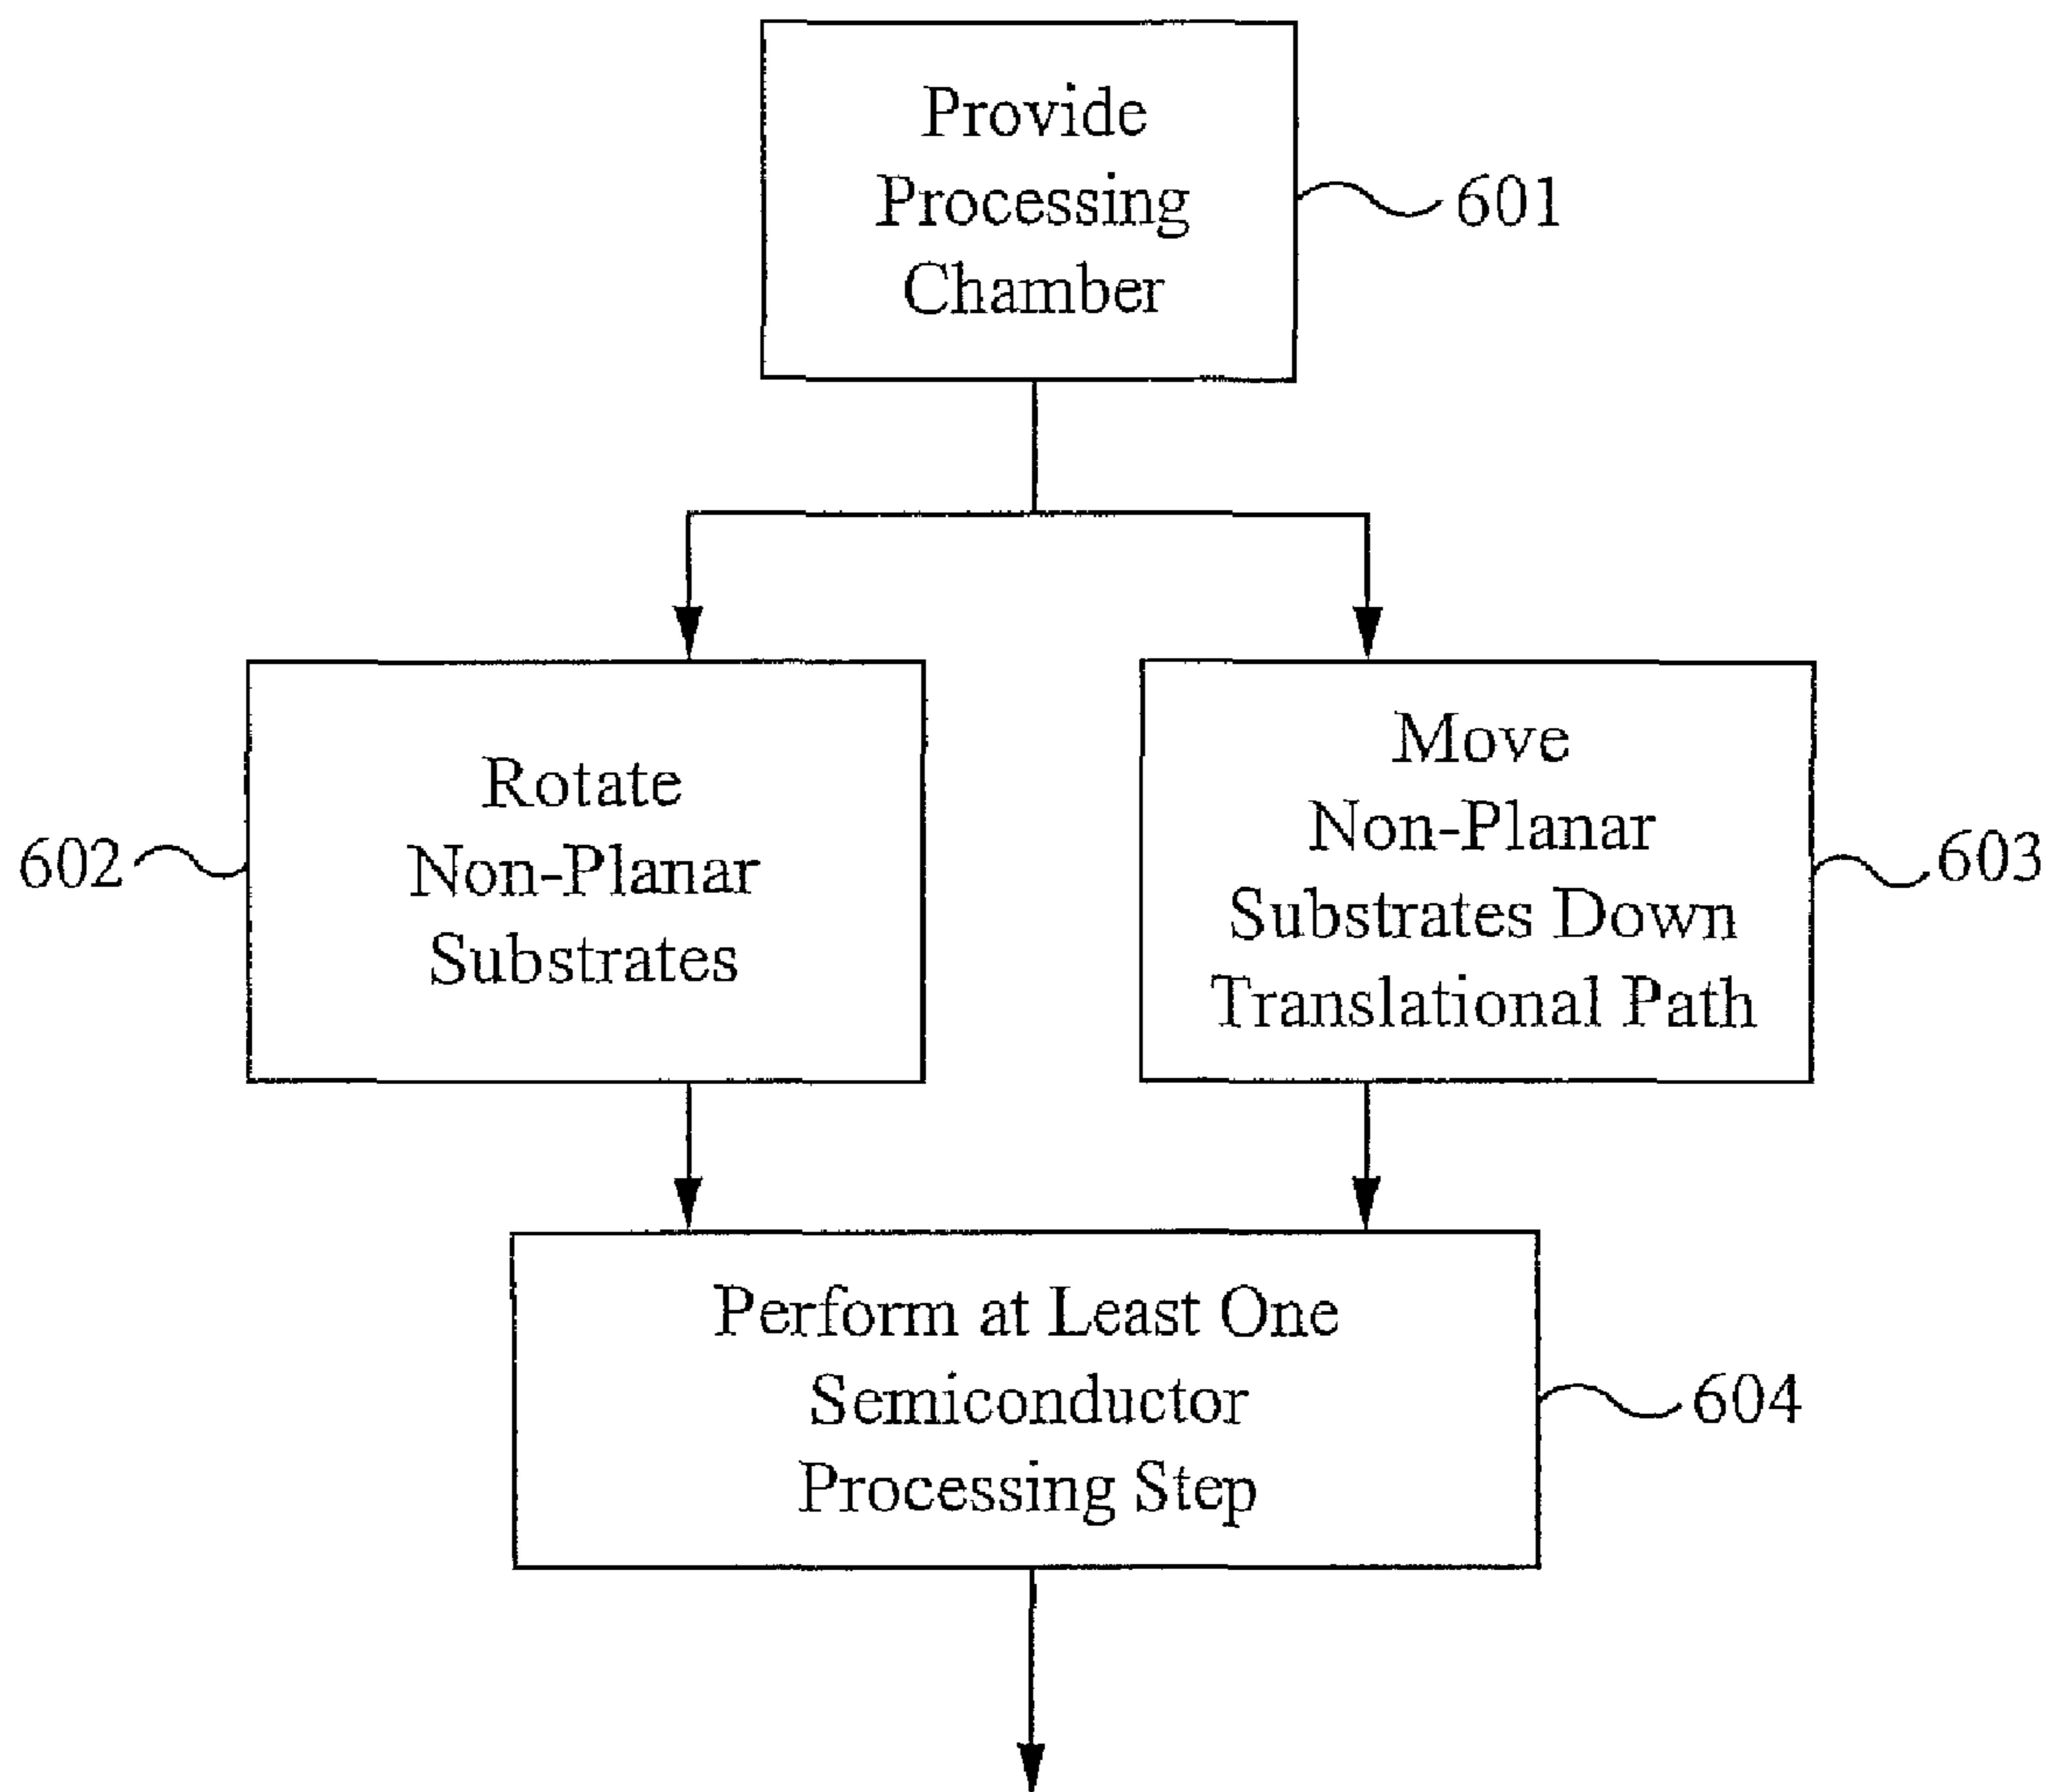 Provide
Processing
Chamber
601
Rotate
Non-Planar
Substrates
602
Move
Non-Planar
Substrates Down
Translational Path
603
Perform at Least One
Semiconductor
Processing Step
604